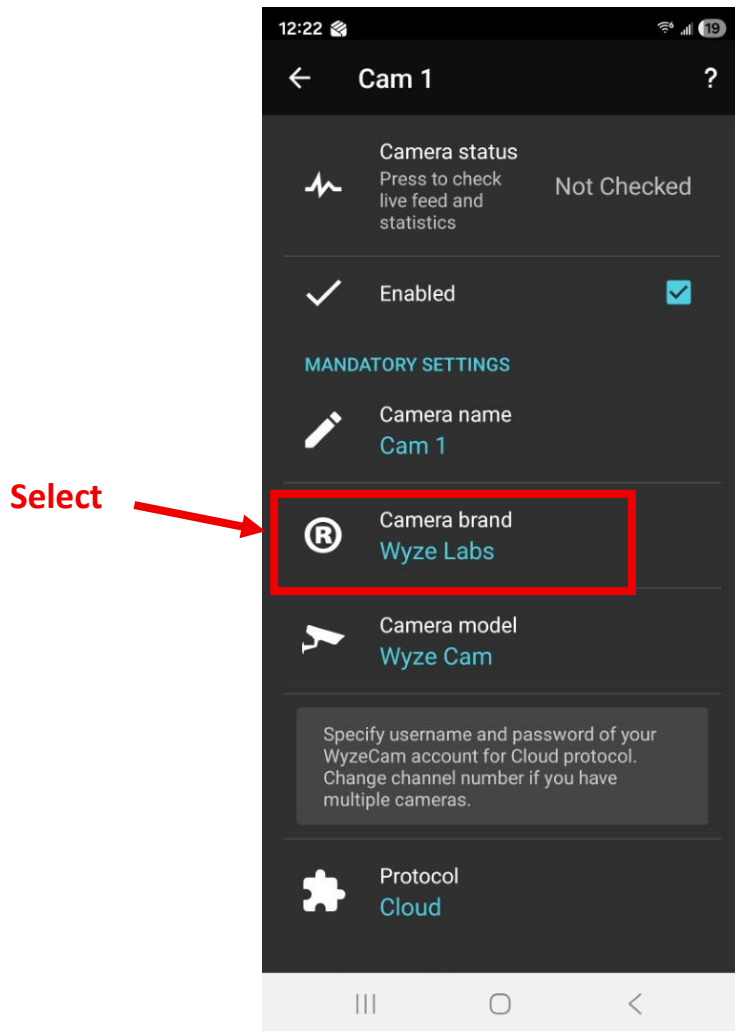 12:22 19
Cam 1 ?
Camera status
Press to check
live feed and
statistics
Not Checked
Enabled
MANDATORY SETTINGS
Camera name
Cam 1
Select
® Camera brand
Wyze Labs
Camera model
Wyze Cam
Specify username and password of your
WyzeCam account for Cloud protocol.
Change channel number if you have
multiple cameras.
Protocol
Cloud